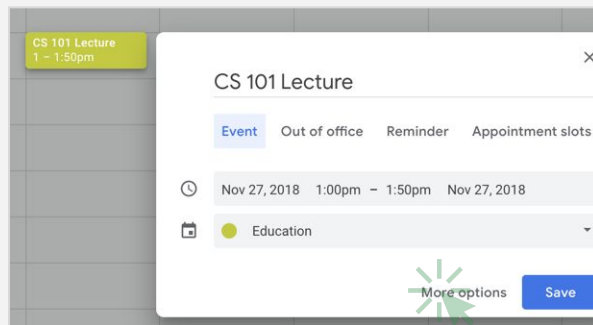 CS 101 Lecture
1 – 1:50pm
CS 101 Lecture
Event Out of office Reminder Appointment slots
Nov 27, 2018 1:00pm – 1:50pm Nov 27, 2018
Education
More options Save